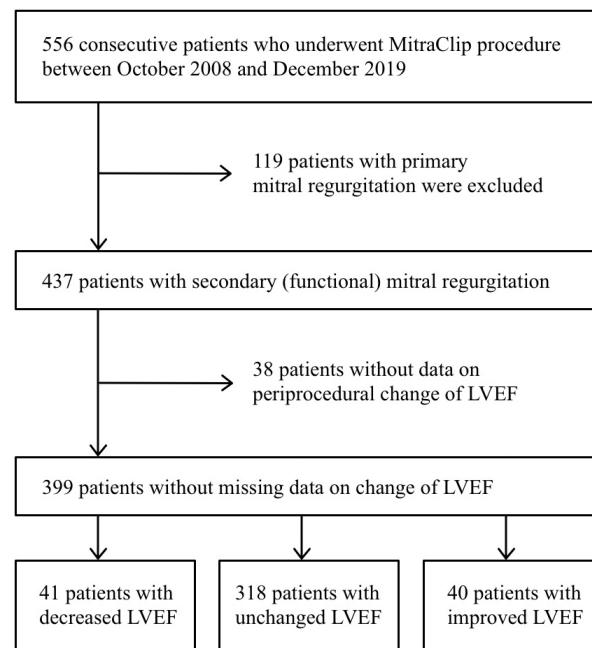 556 consecutive patients who underwent MitraClip procedure
between October 2008 and December 2019
119 patients with primary
mitral regurgitation were excluded
437 patients with secondary (functional) mitral regurgitation
38 patients without data on
periprocedural change of LVEF
399 patients without missing data on change of LVEF
41 patients with
decreased LVEF
318 patients with
unchanged LVEF
40 patients with
improved LVEF